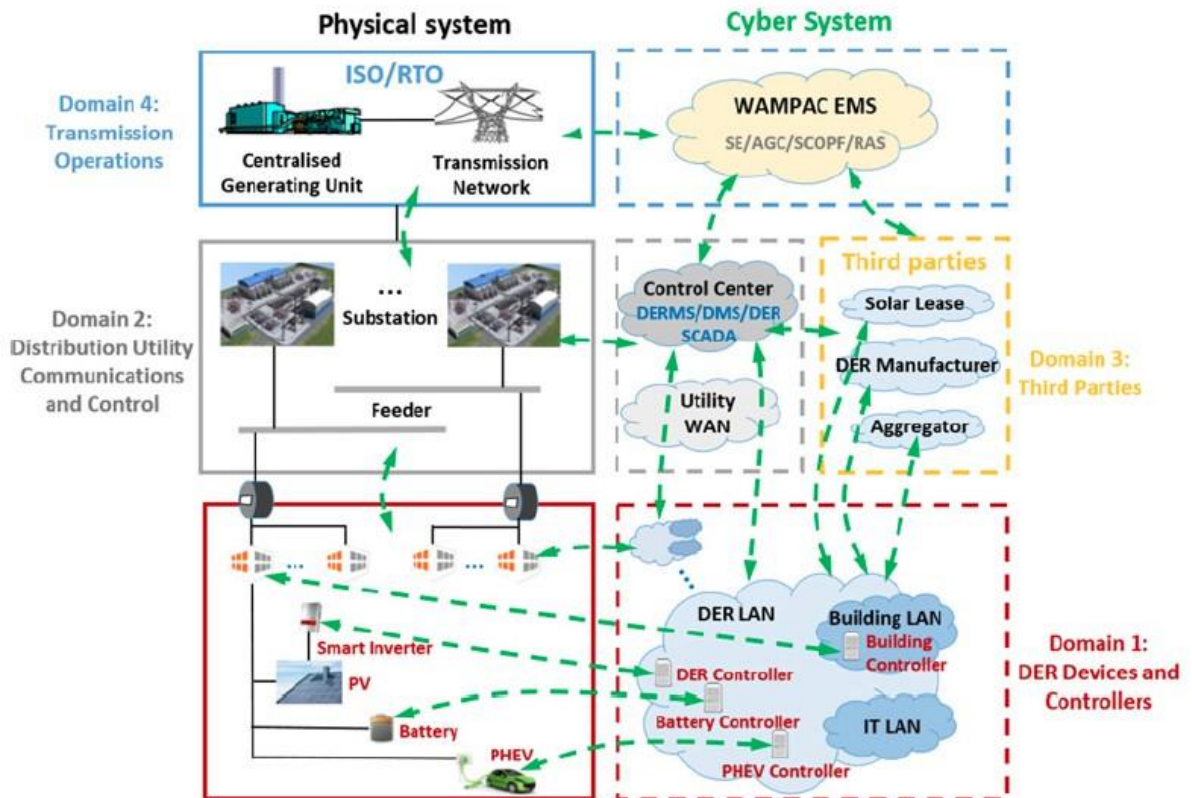 Physical system
Cyber System
Domain 4:
Transmission
Operations
ISO/RTO
Centralised
Generating Unit
Transmission
Network
WAMPAC EMS
SE/AGC/SCOPF/RAS
Domain 2:
Distribution Utility
Communications
and Control
...
Substation
Feeder
Control Center
DERMS/DMS/DER
SCADA
Utility
WAN
Third parties
Solar Lease
DER Manufacturer
Aggregator
Domain 3:
Third Parties
...
...
...
Smart Inverter
PV
Battery
PHEV
DER LAN
Building LAN
Building
Controller
DER Controller
Battery Controller
IT LAN
PHEV Controller
Domain 1:
DER Devices and
Controllers